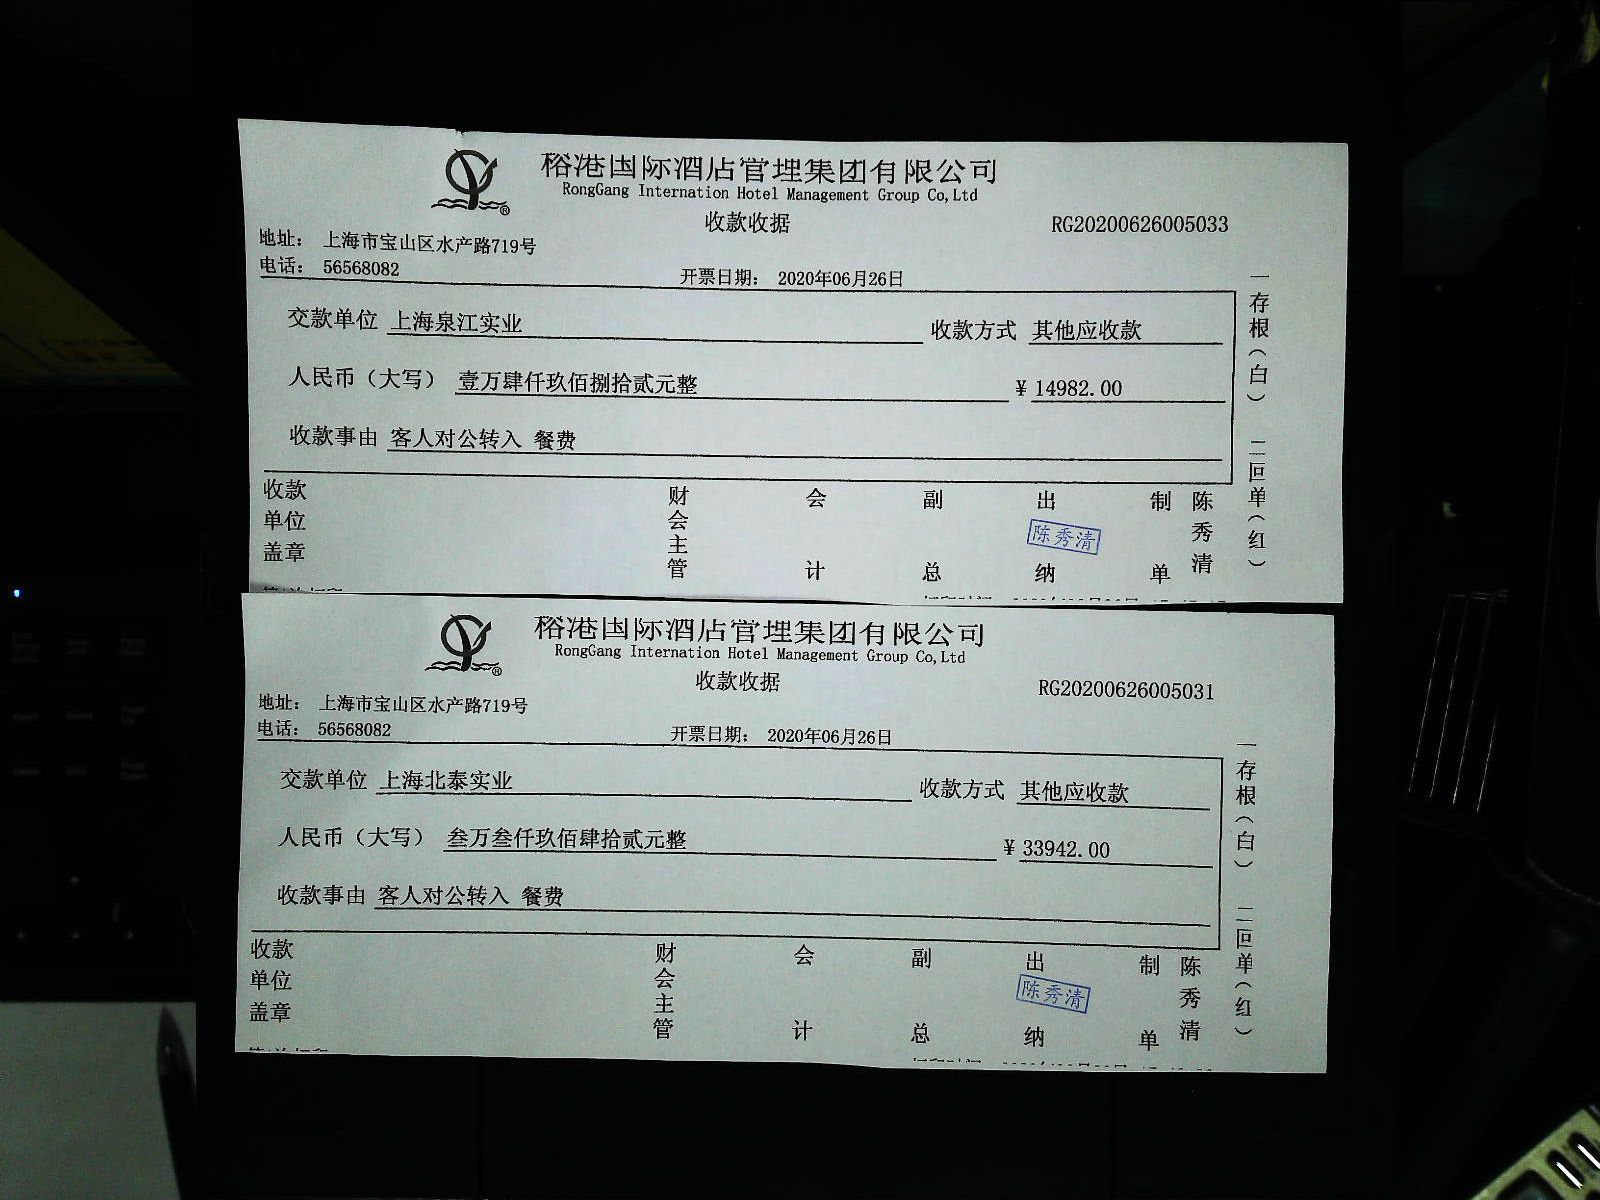 裕港国际酒店管理集团有限公司
RongGang Internation Hotel Management Group Co,Ltd
收款收据
RG20200626005033
地址： 上海市宝山区水产路719号
电话： 56568082
开票日期： 2020年06月26日
交款单位 上海泉江实业 收款方式 其他应收款
人民币（大写） 壹万肆仟玖佰捌拾贰元整 ¥ 14982.00
收款事由 客人对公转入 餐费
收款单位盖章 财会主管 会计 副总 出纳 陈秀清 制单 陈秀清
一存根（白） 二回单（红）
裕港国际酒店管理集团有限公司
RongGang Internation Hotel Management Group Co,Ltd
收款收据
RG20200626005031
地址： 上海市宝山区水产路719号
电话： 56568082
开票日期： 2020年06月26日
交款单位 上海北泰实业 收款方式 其他应收款
人民币（大写） 叁万叁仟玖佰肆拾贰元整 ¥ 33942.00
收款事由 客人对公转入 餐费
收款单位盖章 财会主管 会计 副总 出纳 陈秀清 制单 陈秀清
一存根（白） 二回单（红）